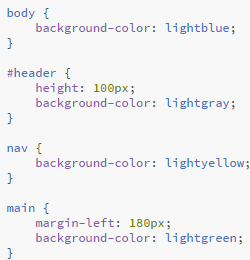 body {
    background-color: lightblue;
}

#header {
    height: 100px;
    background-color: lightgray;
}

nav {
    background-color: lightyellow;
}

main {
    margin-left: 180px;
    background-color: lightgreen;
}